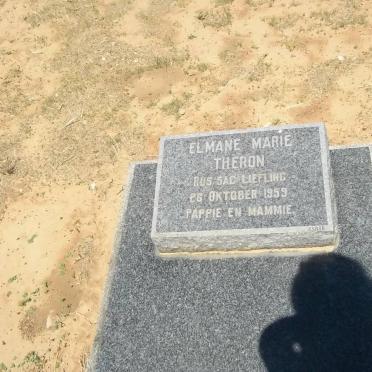 ELMANE MARIE
THERON
RUS SAG LIEFLING
26 OKTOBER 1959
PAPPIE EN MAMMIE.